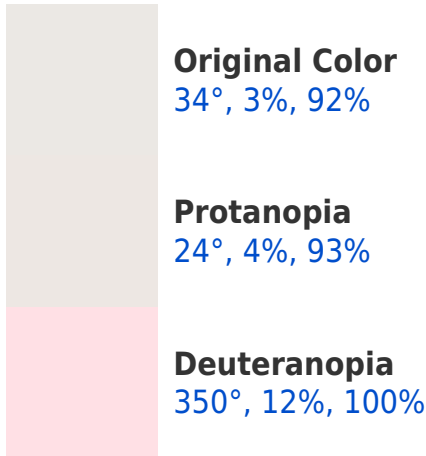 Original Color
34°, 3%, 92%
Protanopia
24°, 4%, 93%
Deuteranopia
350°, 12%, 100%